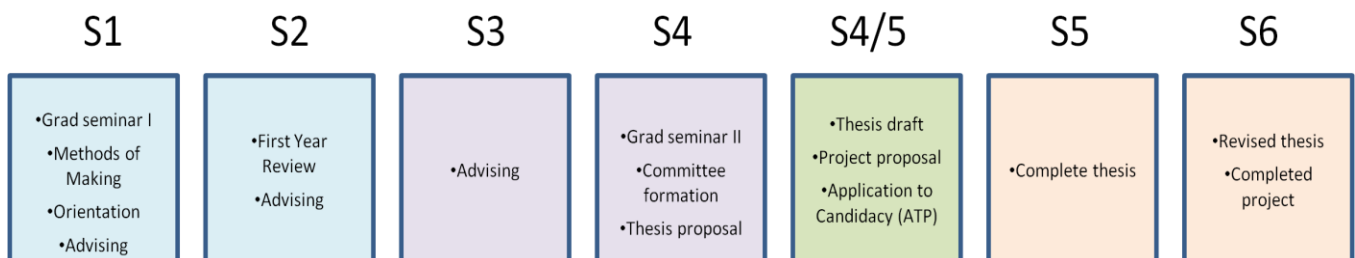 S1
S2
S3
S4
S4/5
S5
S6
•Grad seminar I
•Methods of
Making
•Orientation
•Advising
•First Year
Review
•Advising
•Advising
•Grad seminar II
•Committee
formation
•Thesis proposal
•Thesis draft
•Project proposal
•Application to
Candidacy (ATP)
•Complete thesis
•Revised thesis
•Completed
project